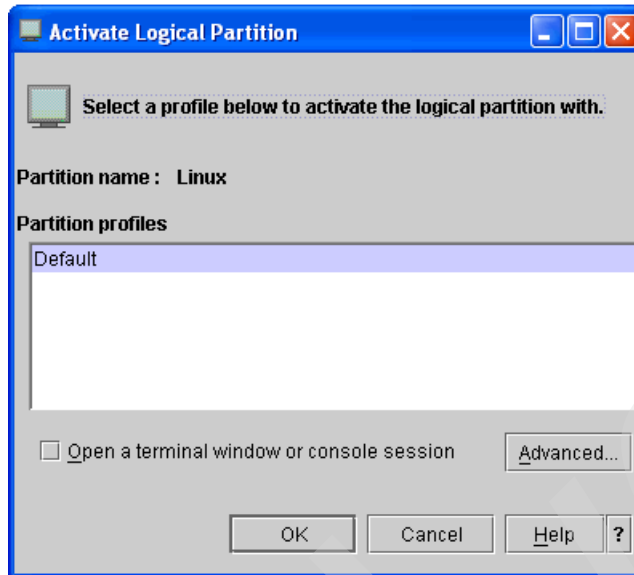 Activate Logical Partition
Select a profile below to activate the logical partition with.
Partition name : Linux
Partition profiles
Default
Open a terminal window or console session
Advanced...
OK
Cancel
Help
?